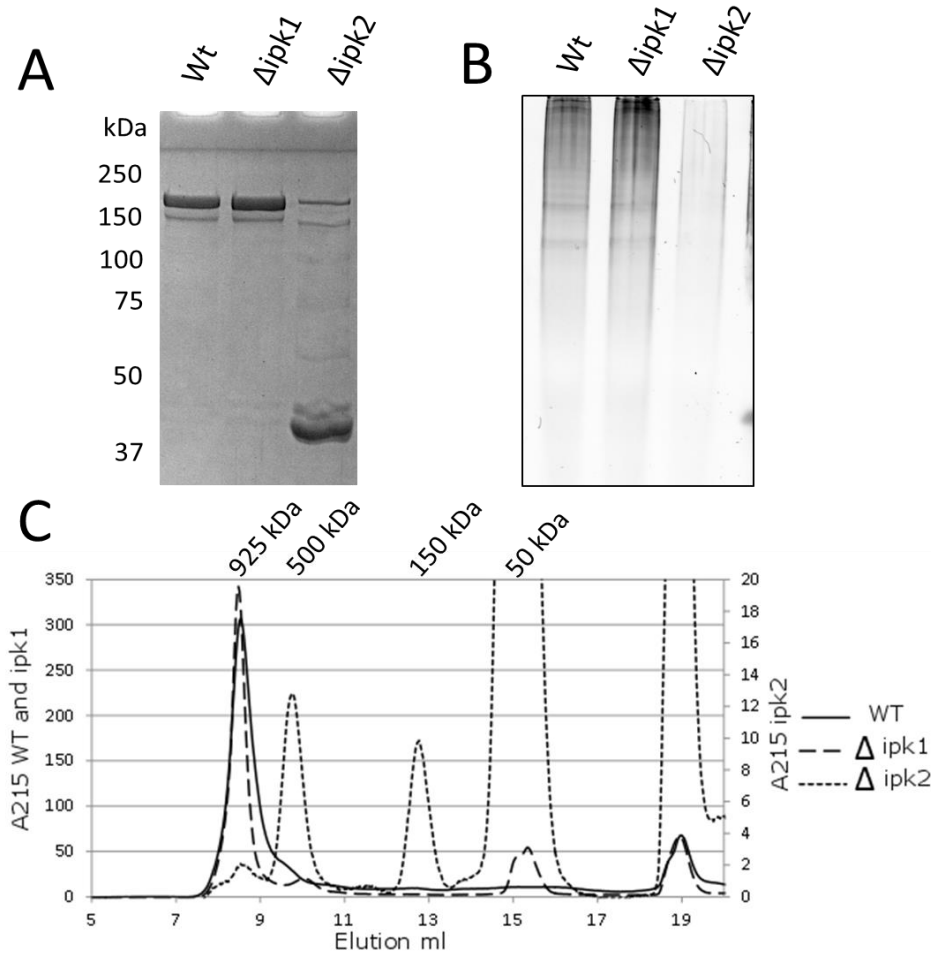 A
Wt
Δipk1
Δipk2
kDa
250
150
100
75
50
37
B
Wt
Δipk1
Δipk2
C
925 kDa
500 kDa
150 kDa
50 kDa
A215 WT and ipk1
350
300
250
200
150
100
50
0
5 7 9 11 13 15 17 19
Elution ml
20
18
16
14
12
10
8
6
4
2
0
A215 ipk2
WT
Δ ipk1
Δ ipk2